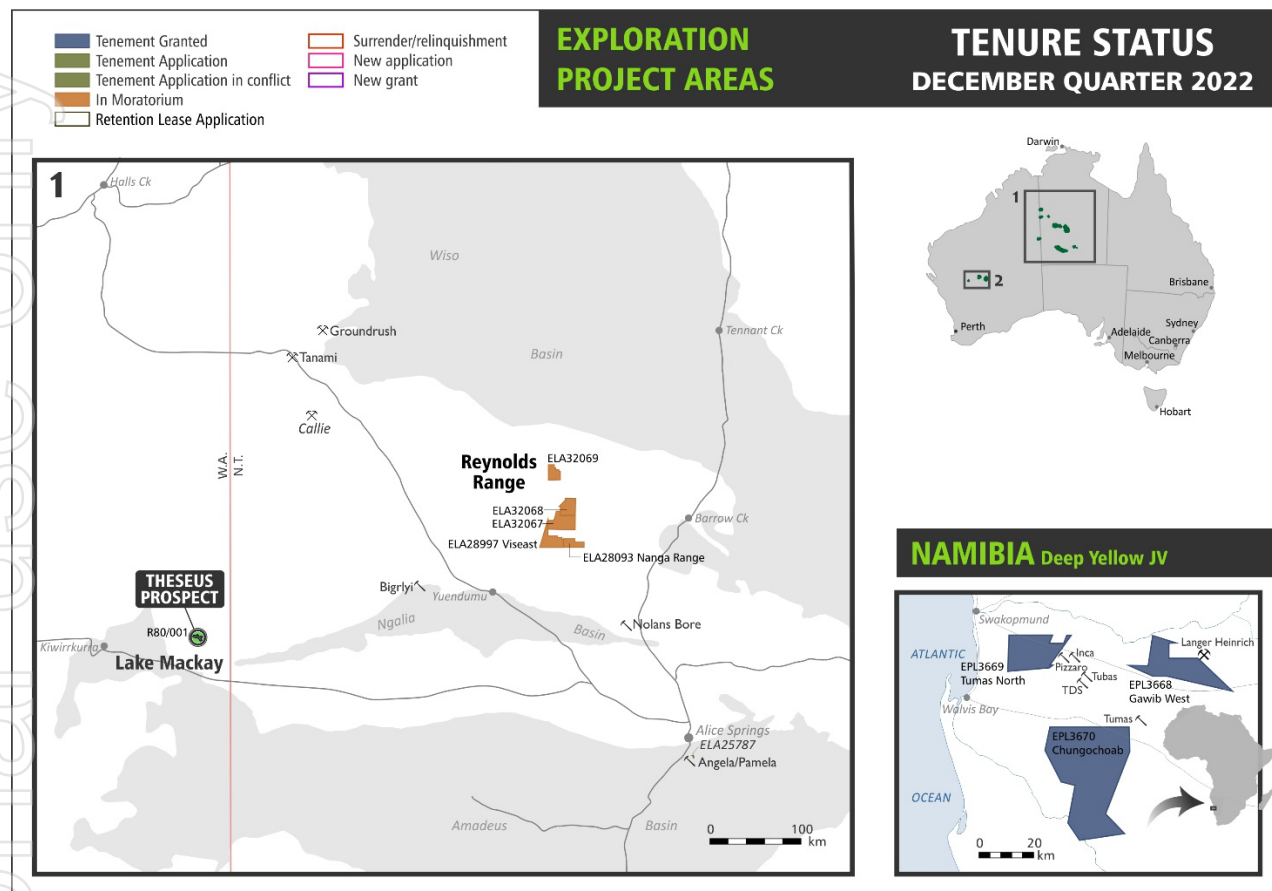 Tenement Granted
Tenement Application
Tenement Application in conflict
In Moratorium
Retention Lease Application
Surrender/relinquishment
New application
New grant
EXPLORATION
PROJECT AREAS
TENURE STATUS
DECEMBER QUARTER 2022
1
Halls Ck
Wiso
Groundrush
Tennant Ck
Basin
Tanami
Callie
W.A.
N.T.
Reynolds
Range
ELA32069
ELA32068
ELA32067
Barrow Ck
ELA28997 Viseast
ELA28093 Nanga Range
THESEUS
PROSPECT
Bigrlyi
Yuendumu
Ngalia
Basin
Nolans Bore
R80/001
Kiwirrkurra
Lake Mackay
Alice Springs
ELA25787
Angela/Pamela
Amadeus
Basin
0 100
km
Darwin
1
2
Brisbane
Perth
Sydney
Adelaide
Canberra
Melbourne
Hobart
NAMIBIA Deep Yellow JV
Swakopmund
ATLANTIC
Langer Heinrich
Inca
EPL3669
Tumas North
Pizzaro
Tubas
TDS
EPL3668
Gawib West
Walvis Bay
Tumas
EPL3670
Chungochoab
OCEAN
0 20
km